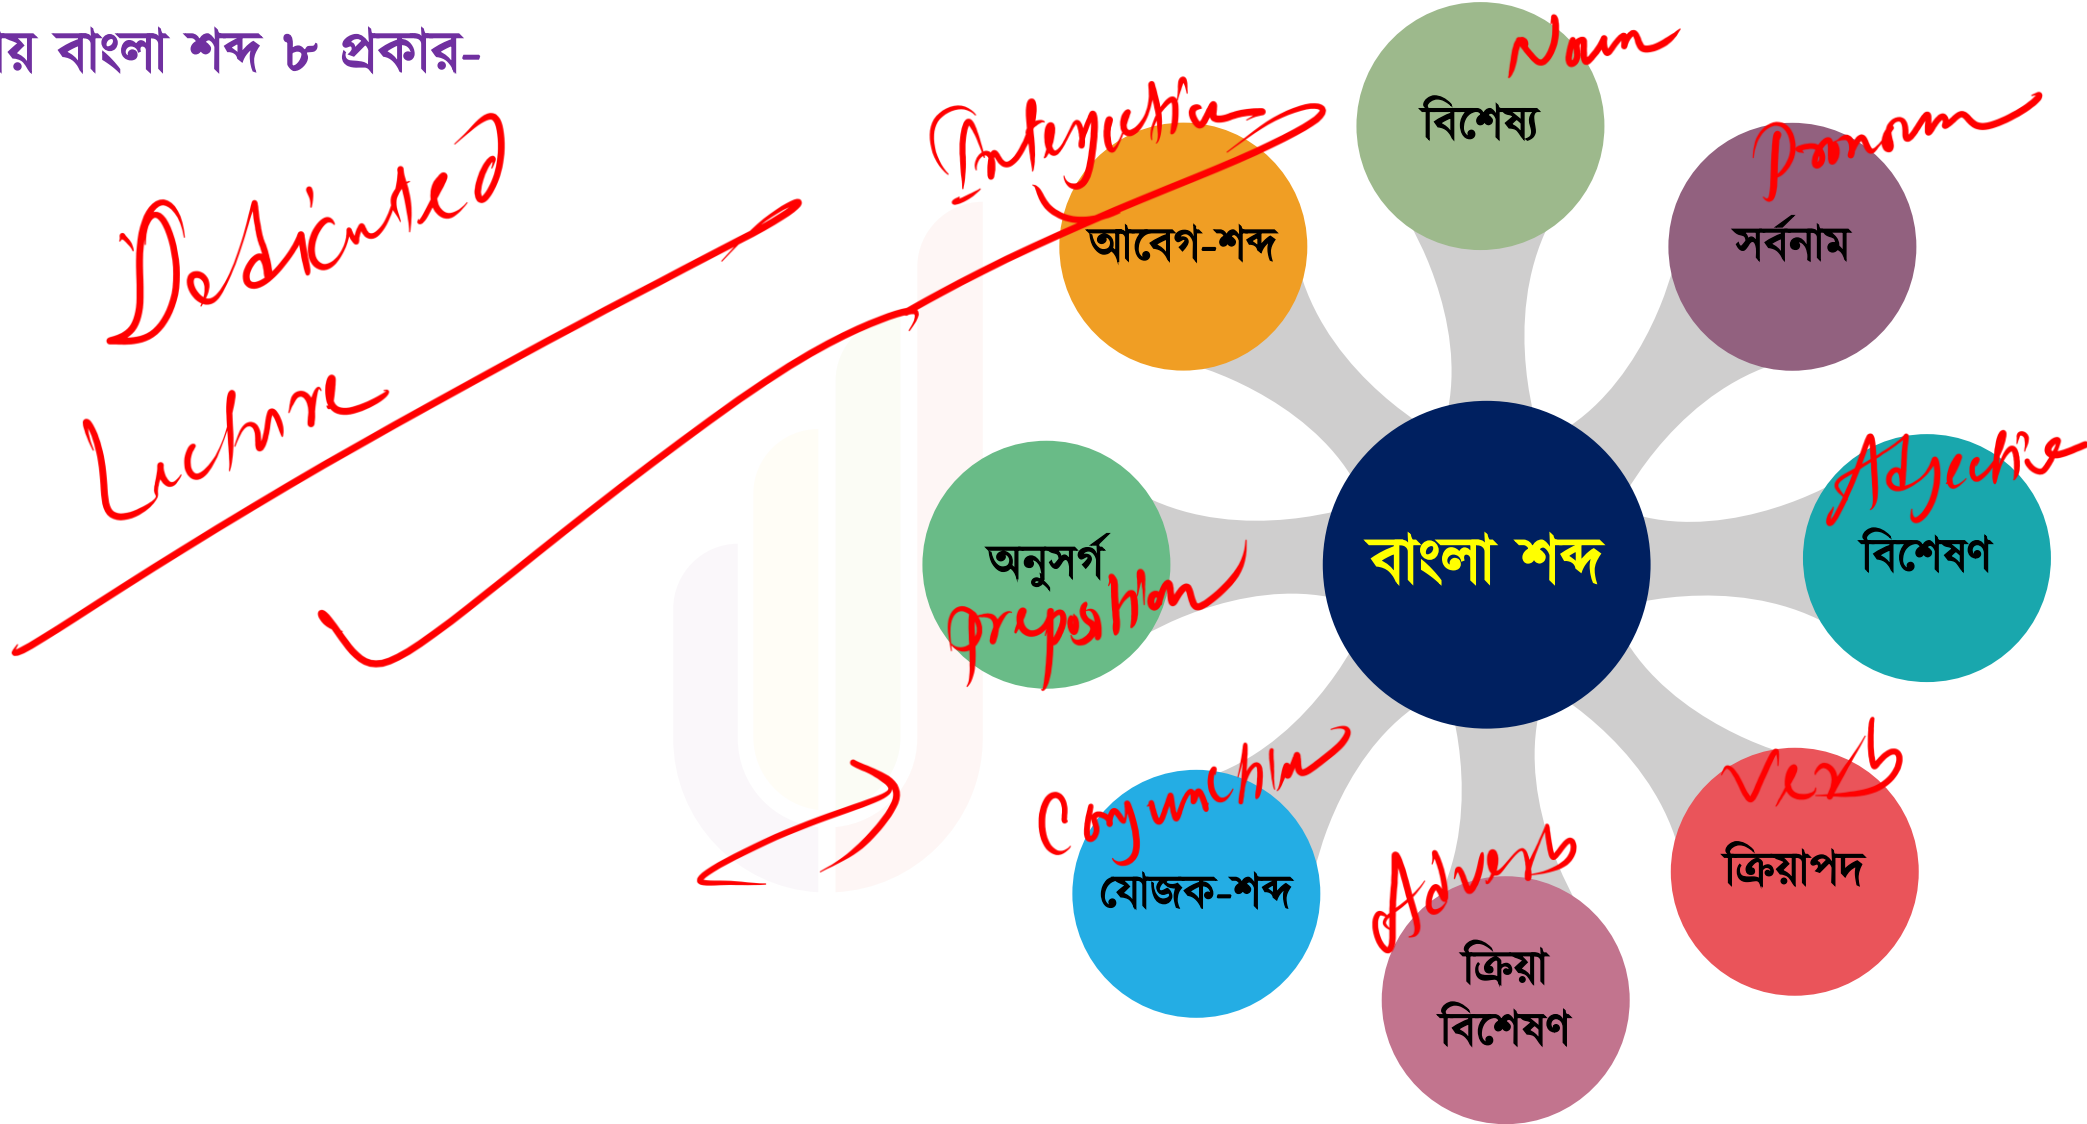 য় বাংলা শব্দ ৮ প্রকার-
Dedicated
Lecture
Noun
বিশেষ্য
Pronoun
সর্বনাম
Adjective
বিশেষণ
Verb
ক্রিয়াপদ
Adverb
ক্রিয়া
বিশেষণ
Conjunction
যোজক-শব্দ
অনুসর্গ
preposition
Interjection
আবেগ-শব্দ
বাংলা শব্দ